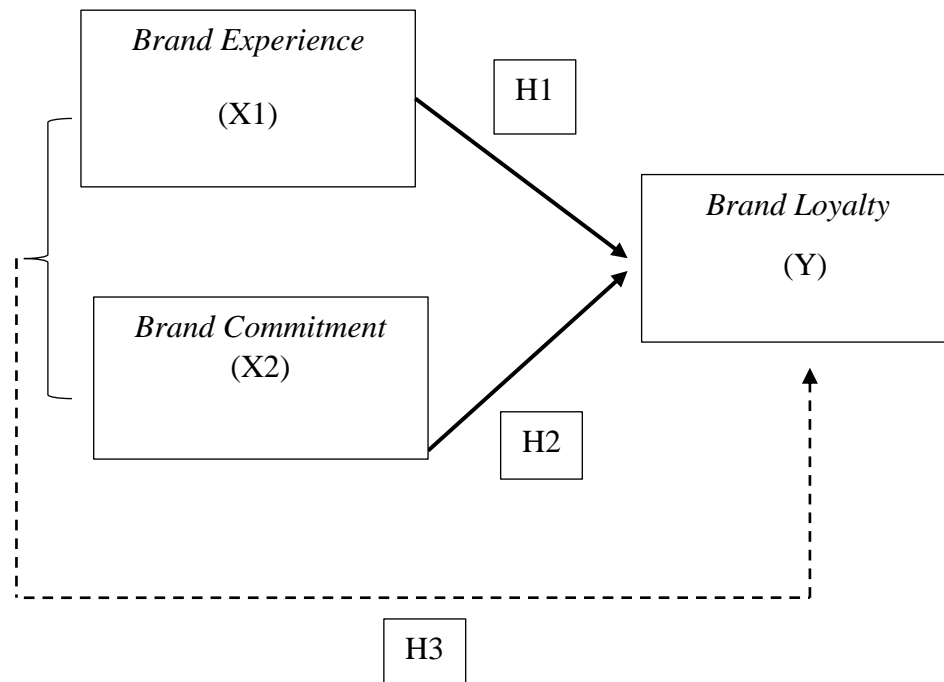 Brand Experience
(X1)
H1
Brand Loyalty
(Y)
Brand Commitment
(X2)
H2
H3